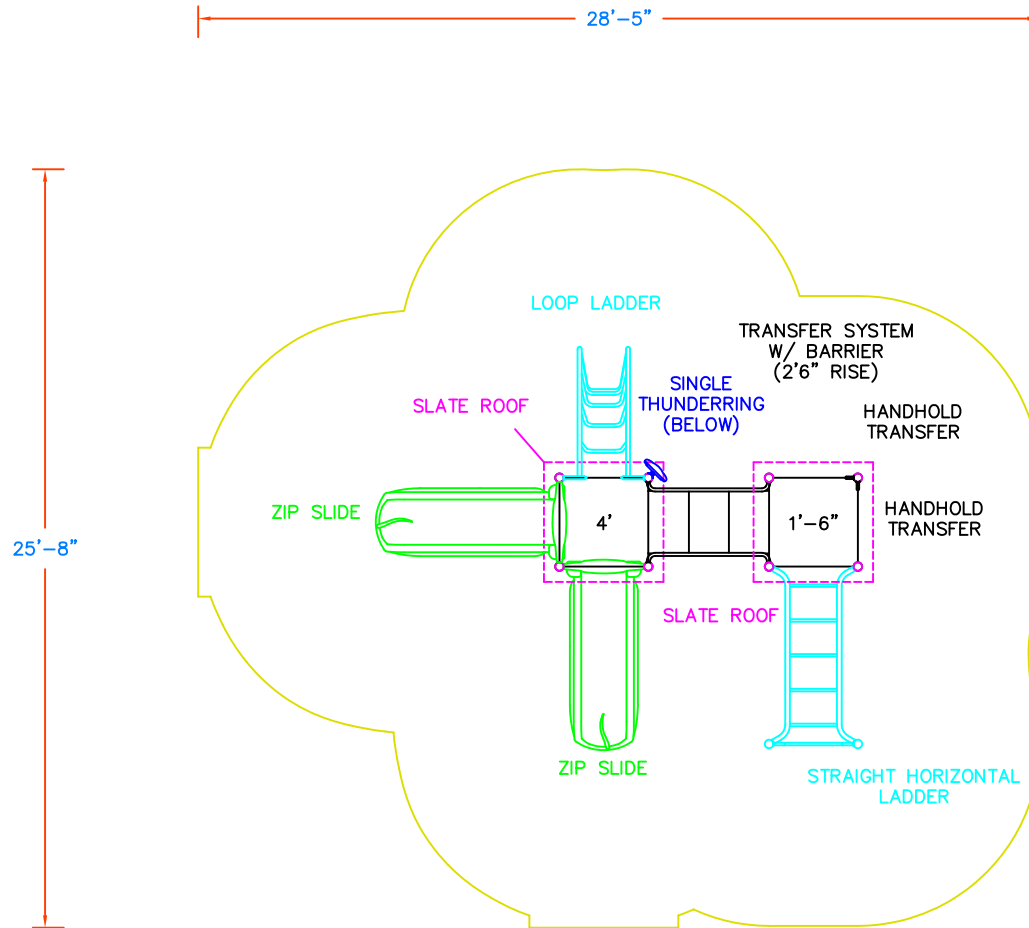 28'-5"
LOOP LADDER
TRANSFER SYSTEM
W/ BARRIER
(2'6" RISE)
SINGLE
THUNDERRING
(BELOW)
SLATE ROOF
HANDHOLD
TRANSFER
ZIP SLIDE
4'
1'-6"
HANDHOLD
TRANSFER
25'-8"
SLATE ROOF
ZIP SLIDE
STRAIGHT HORIZONTAL
LADDER